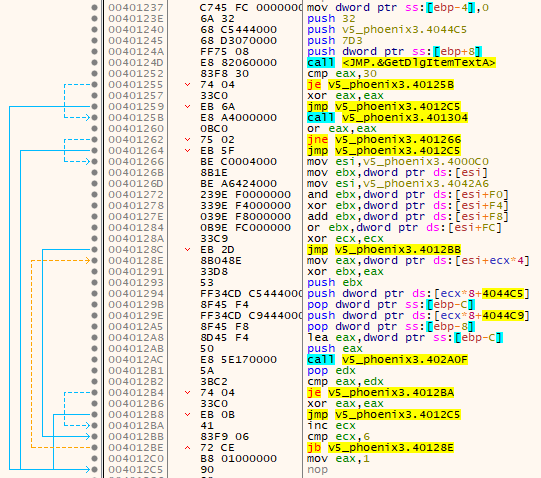 00401237 C745 FC 0000000 mov dword ptr ss:[ebp-4],0
0040123E 6A 32 push 32
00401240 68 C5444000 push v5_phoenix3.4044C5
00401245 68 D3070000 push 7D3
0040124A FF75 08 push dword ptr ss:[ebp+8]
0040124D E8 82060000 call <JMP.&GetDlgItemTextA>
00401252 83F8 30 cmp eax,30
00401255 74 04 je v5_phoenix3.40125B
00401257 33C0 xor eax,eax
00401259 EB 6A jmp v5_phoenix3.4012C5
0040125B E8 A4000000 call v5_phoenix3.401304
00401260 0BC0 or eax,eax
00401262 75 02 jne v5_phoenix3.401266
00401264 EB 5F jmp v5_phoenix3.4012C5
00401266 BE C0004000 mov esi,v5_phoenix3.4000C0
0040126B 8B1E mov ebx,dword ptr ds:[esi]
0040126D BE A6424000 mov esi,v5_phoenix3.4042A6
00401272 239E F0000000 and ebx,dword ptr ds:[esi+F0]
00401278 339E F4000000 xor ebx,dword ptr ds:[esi+F4]
0040127E 039E F8000000 add ebx,dword ptr ds:[esi+F8]
00401284 0B9E FC000000 or ebx,dword ptr ds:[esi+FC]
0040128A 33C9 xor ecx,ecx
0040128C EB 2D jmp v5_phoenix3.4012BB
0040128E 8B048E mov eax,dword ptr ds:[esi+ecx*4]
00401291 33D8 xor ebx,eax
00401293 53 push ebx
00401294 FF34CD C5444000 push dword ptr ds:[ecx*8+4044C5]
0040129B 8F45 F4 pop dword ptr ss:[ebp-C]
0040129E FF34CD C9444000 push dword ptr ds:[ecx*8+4044C9]
004012A5 8F45 F8 pop dword ptr ss:[ebp-8]
004012A8 8D45 F4 lea eax,dword ptr ss:[ebp-C]
004012AB 50 push eax
004012AC E8 5E170000 call v5_phoenix3.402A0F
004012B1 5A pop edx
004012B2 3BC2 cmp eax,edx
004012B4 74 04 je v5_phoenix3.4012BA
004012B6 33C0 xor eax,eax
004012B8 EB 0B jmp v5_phoenix3.4012C5
004012BA 41 inc ecx
004012BB 83F9 06 cmp ecx,6
004012BE 72 CE jb v5_phoenix3.40128E
004012C0 B8 01000000 mov eax,1
004012C5 90 nop